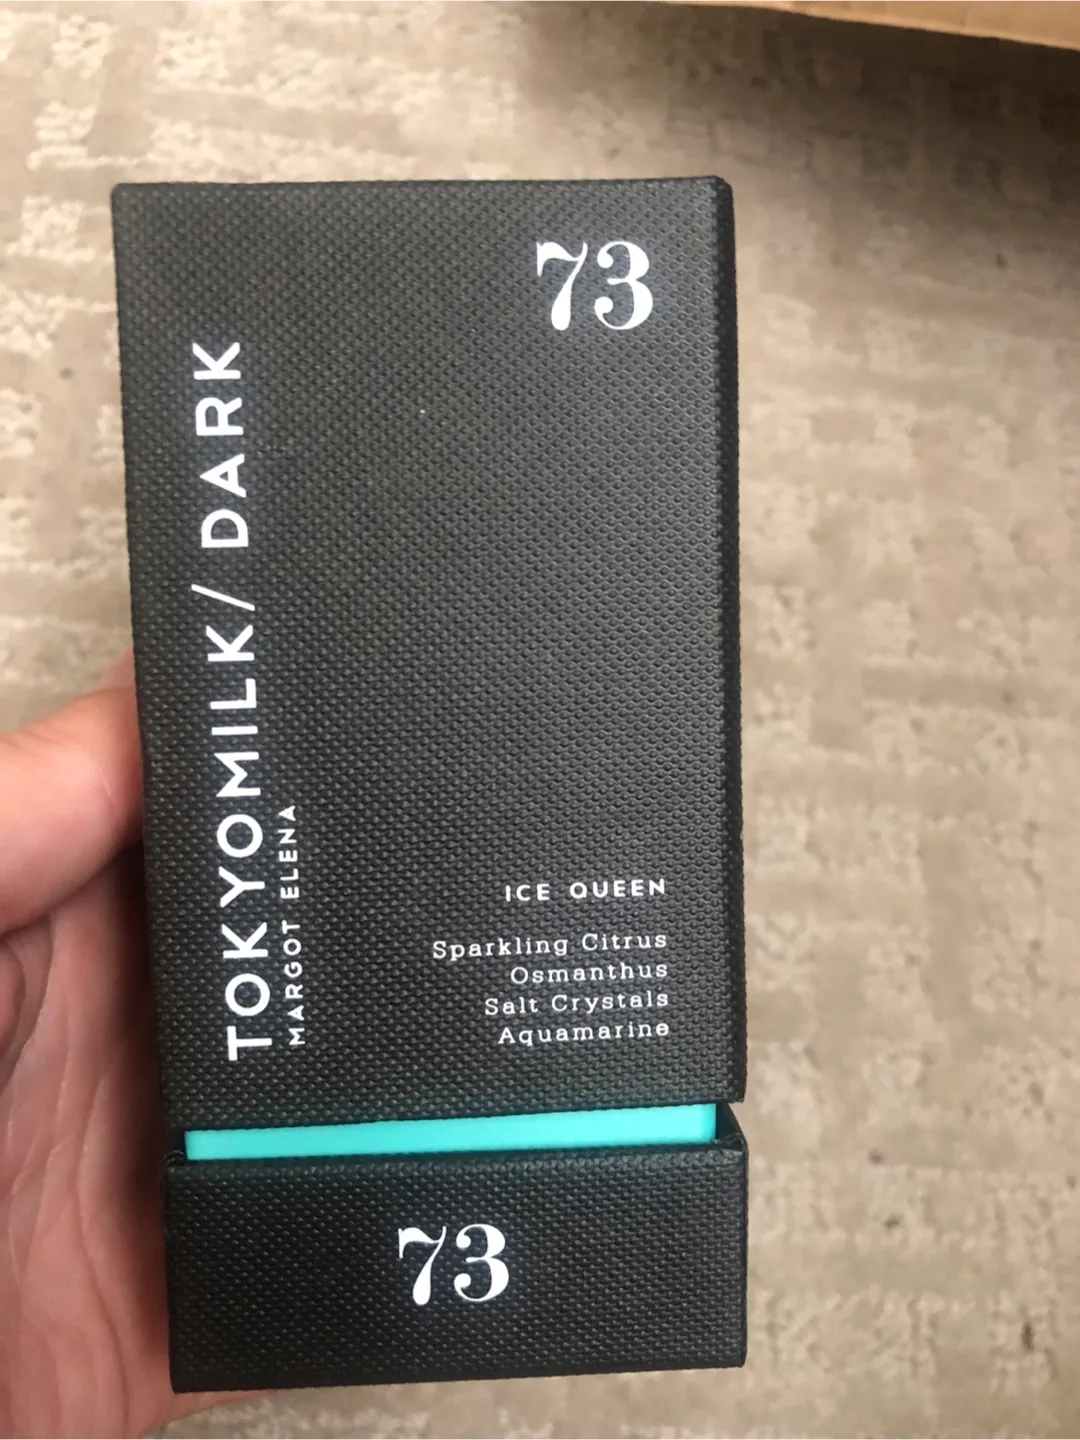 73
TOKYOMILK/ DARK
MARGOT ELENA
ICE QUEEN
Sparkling Citrus
Osmanthus
Salt Crystals
Aquamarine
73